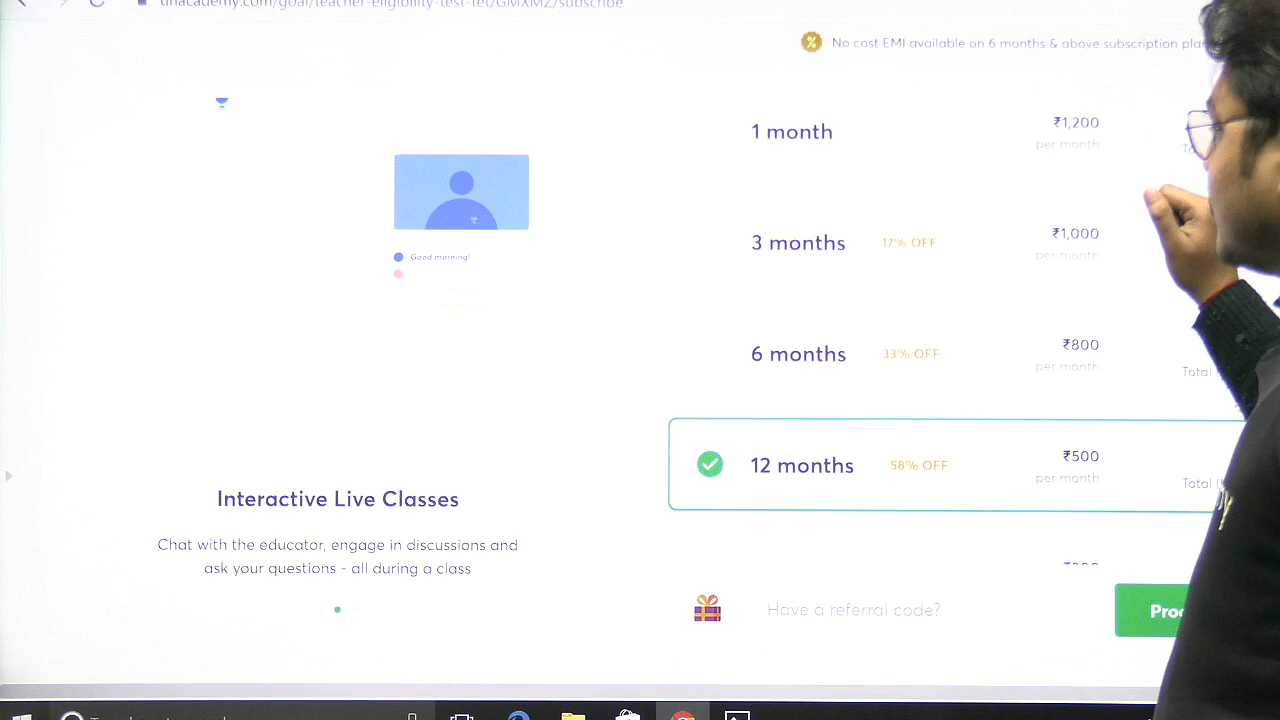 No cost EMI available on 6 months & above subscription
1 month
₹1,200
per month
3 months
17% OFF
₹1,000
per month
6 months
33% OFF
₹800
per month
Total
12 months
58% OFF
₹500
per month
Total
Good morning!
Interactive Live Classes
Chat with the educator, engage in discussions and
ask your questions - all during a class
Have a referral code?